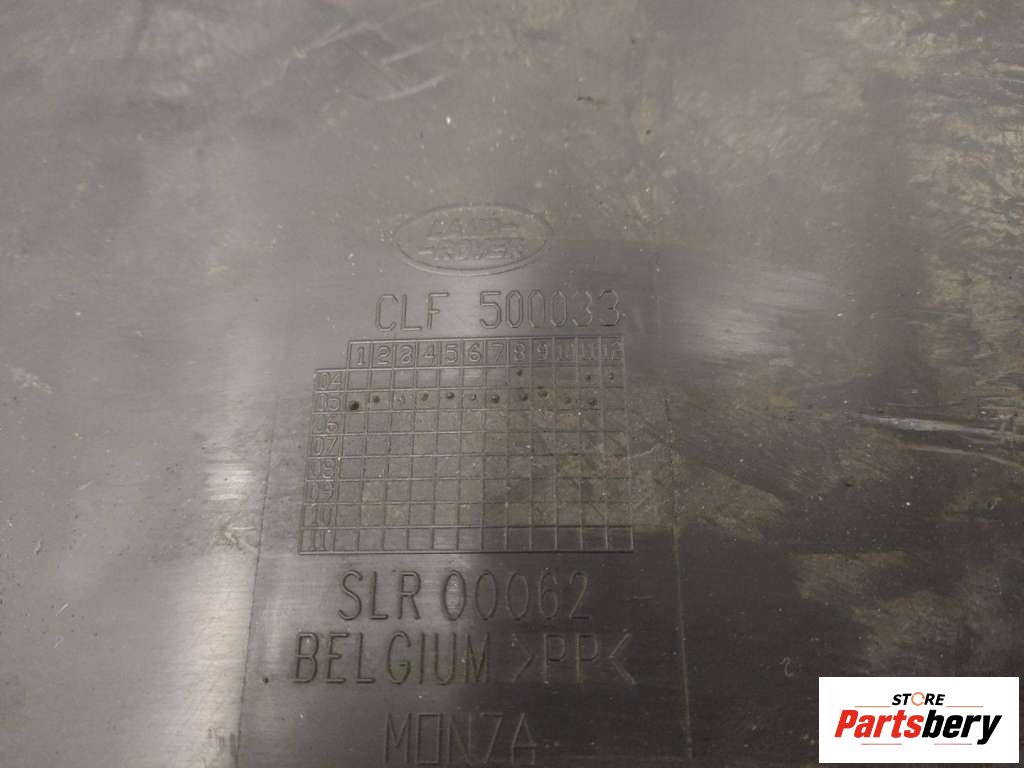 LAND
ROVER
CLF 500033
1 2 3 4 5 6 7 8 9 10 11 12
04
05
06
07
08
09
10
11
SLR 00062
BELGIUM >PP<
MONZA
STORE
Partsbery